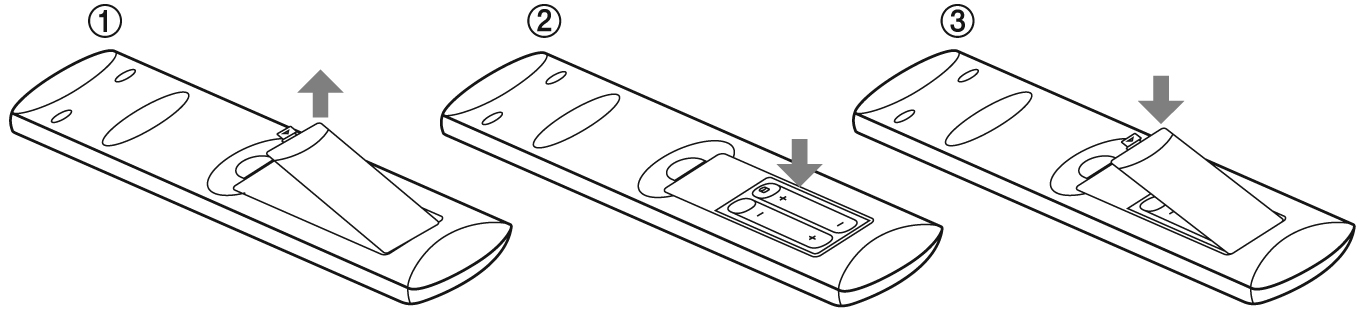 ① ② ③
+ −
− +